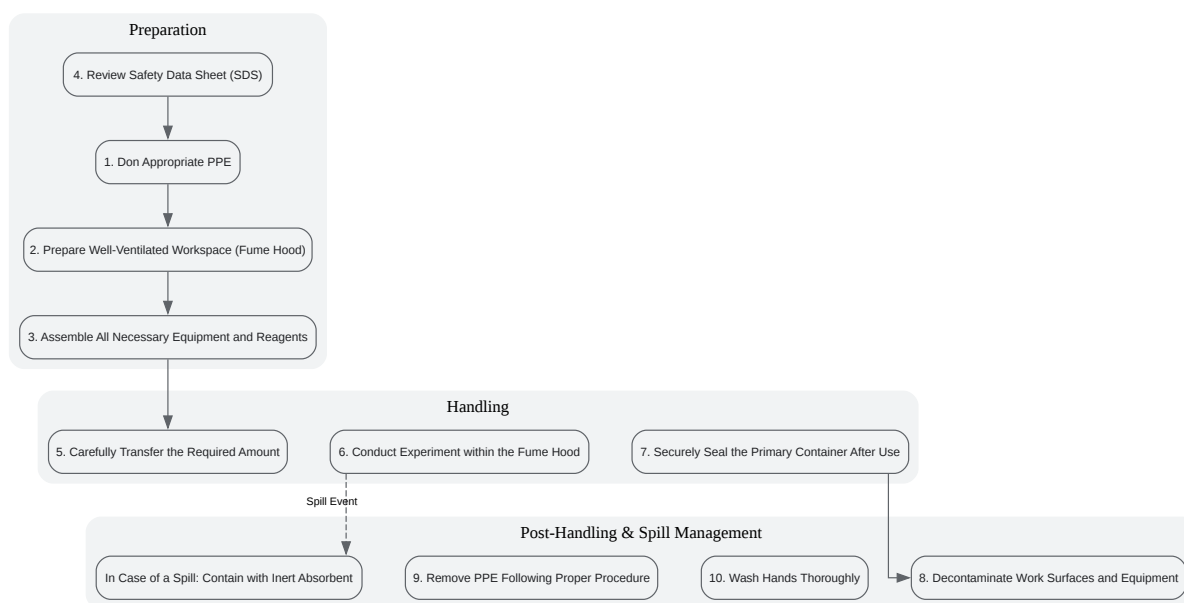 Preparation
4. Review Safety Data Sheet (SDS)
1. Don Appropriate PPE
2. Prepare Well-Ventilated Workspace (Fume Hood)
3. Assemble All Necessary Equipment and Reagents
Handling
5. Carefully Transfer the Required Amount
6. Conduct Experiment within the Fume Hood
7. Securely Seal the Primary Container After Use
Spill Event
Post-Handling & Spill Management
In Case of a Spill: Contain with Inert Absorbent
9. Remove PPE Following Proper Procedure
10. Wash Hands Thoroughly
8. Decontaminate Work Surfaces and Equipment